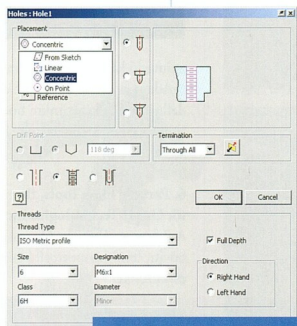 Holes : Hole1
Placement
Concentric
From Sketch
Linear
Concentric
On Point
Reference
Drill Point
118 deg
Termination
Through All
OK
Cancel
Threads
Thread Type
ISO Metric profile
Full Depth
Size
Designation
6
M6x1
Direction
Right Hand
Left Hand
Class
Diameter
6H
Minor